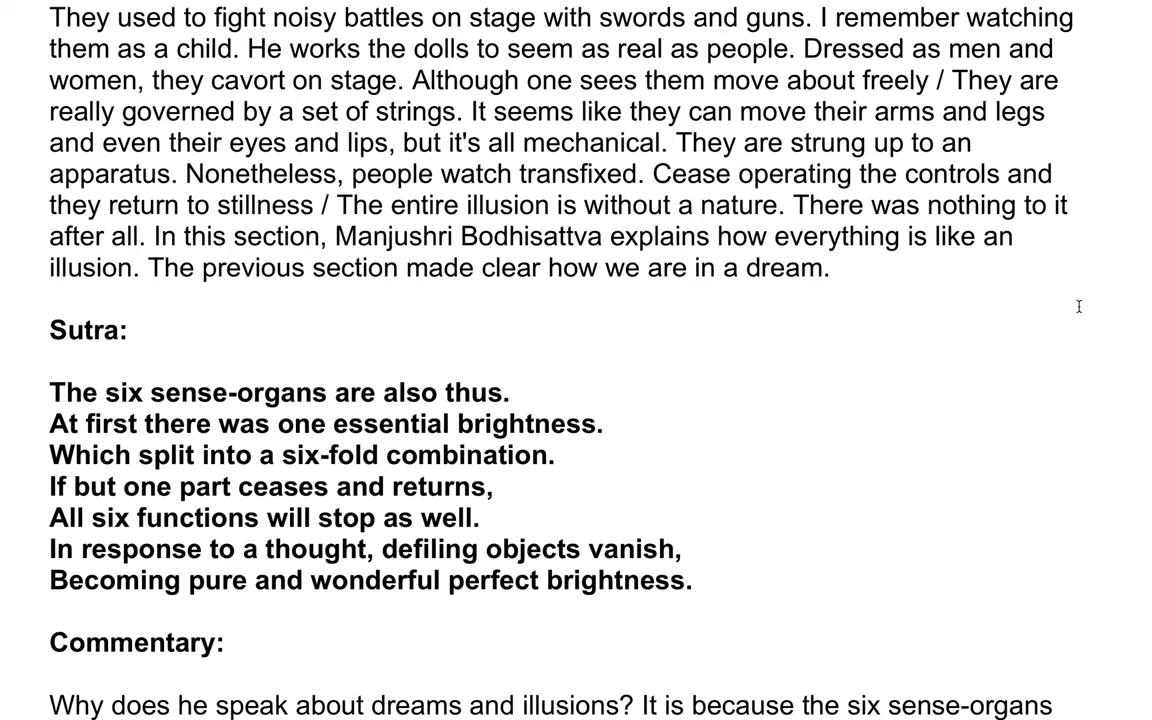 They used to fight noisy battles on stage with swords and guns. I remember watching
them as a child. He works the dolls to seem as real as people. Dressed as men and
women, they cavort on stage. Although one sees them move about freely / They are
really governed by a set of strings. It seems like they can move their arms and legs
and even their eyes and lips, but it's all mechanical. They are strung up to an
apparatus. Nonetheless, people watch transfixed. Cease operating the controls and
they return to stillness / The entire illusion is without a nature. There was nothing to it
after all. In this section, Manjushri Bodhisattva explains how everything is like an
illusion. The previous section made clear how we are in a dream.
Sutra:
The six sense-organs are also thus.
At first there was one essential brightness.
Which split into a six-fold combination.
If but one part ceases and returns,
All six functions will stop as well.
In response to a thought, defiling objects vanish,
Becoming pure and wonderful perfect brightness.
Commentary:
Why does he speak about dreams and illusions? It is because the six sense-organs